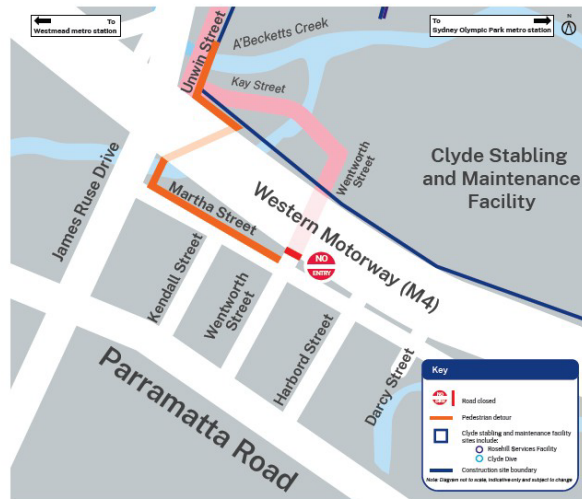 To
Westmead metro station
To
Sydney Olympic Park metro station
N
A'Becketts Creek
Unwin Street
Kay Street
Wentworth
Street
Clyde Stabling
and Maintenance
Facility
James Ruse Drive
Martha Street
Western Motorway (M4)
NO
ENTRY
Kendall Street
Wentworth
Street
Harbord Street
Darcy Street
Parramatta Road
Key
NO
ENTRY
Road closed
Pedestrian detour
Clyde stabling and maintenance facility
sites include:
Rosehill Services Facility
Clyde Dive
Construction site boundary
Note: Diagram not to scale, indicative only and subject to change